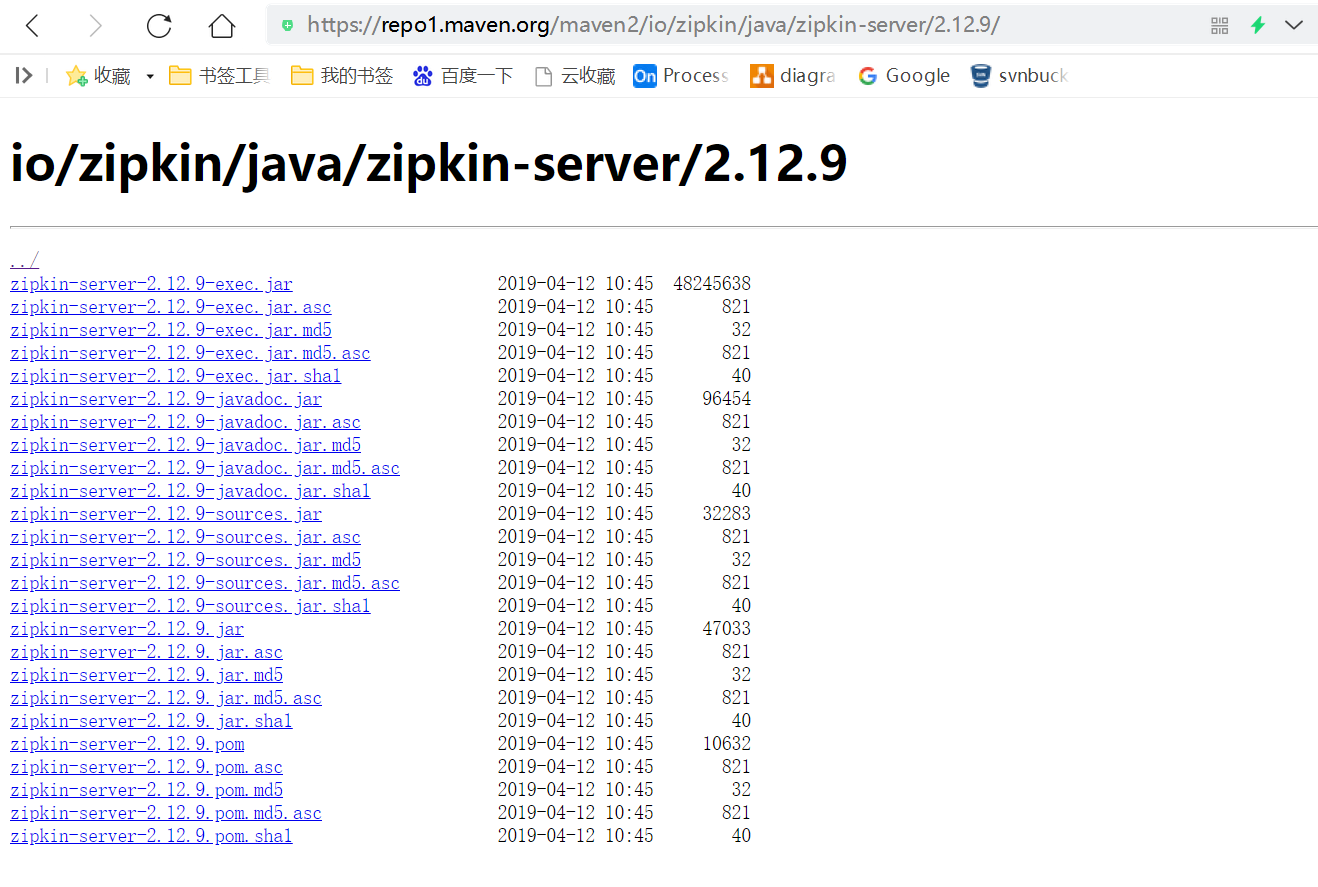 https://repo1.maven.org/maven2/io/zipkin/java/zipkin-server/2.12.9/
收藏 书签工具 我的书签 百度一下 云收藏 On Process diagra Google svnbuck
io/zipkin/java/zipkin-server/2.12.9
../
zipkin-server-2.12.9-exec.jar 2019-04-12 10:45 48245638
zipkin-server-2.12.9-exec.jar.asc 2019-04-12 10:45 821
zipkin-server-2.12.9-exec.jar.md5 2019-04-12 10:45 32
zipkin-server-2.12.9-exec.jar.md5.asc 2019-04-12 10:45 821
zipkin-server-2.12.9-exec.jar.sha1 2019-04-12 10:45 40
zipkin-server-2.12.9-javadoc.jar 2019-04-12 10:45 96454
zipkin-server-2.12.9-javadoc.jar.asc 2019-04-12 10:45 821
zipkin-server-2.12.9-javadoc.jar.md5 2019-04-12 10:45 32
zipkin-server-2.12.9-javadoc.jar.md5.asc 2019-04-12 10:45 821
zipkin-server-2.12.9-javadoc.jar.sha1 2019-04-12 10:45 40
zipkin-server-2.12.9-sources.jar 2019-04-12 10:45 32283
zipkin-server-2.12.9-sources.jar.asc 2019-04-12 10:45 821
zipkin-server-2.12.9-sources.jar.md5 2019-04-12 10:45 32
zipkin-server-2.12.9-sources.jar.md5.asc 2019-04-12 10:45 821
zipkin-server-2.12.9-sources.jar.sha1 2019-04-12 10:45 40
zipkin-server-2.12.9.jar 2019-04-12 10:45 47033
zipkin-server-2.12.9.jar.asc 2019-04-12 10:45 821
zipkin-server-2.12.9.jar.md5 2019-04-12 10:45 32
zipkin-server-2.12.9.jar.md5.asc 2019-04-12 10:45 821
zipkin-server-2.12.9.jar.sha1 2019-04-12 10:45 40
zipkin-server-2.12.9.pom 2019-04-12 10:45 10632
zipkin-server-2.12.9.pom.asc 2019-04-12 10:45 821
zipkin-server-2.12.9.pom.md5 2019-04-12 10:45 32
zipkin-server-2.12.9.pom.md5.asc 2019-04-12 10:45 821
zipkin-server-2.12.9.pom.sha1 2019-04-12 10:45 40